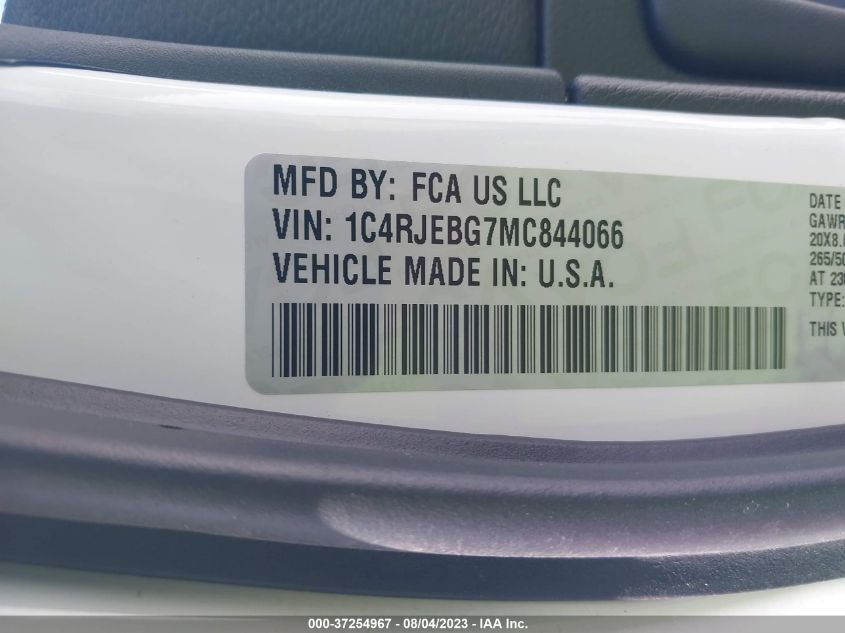 MFD BY: FCA US LLC
VIN: 1C4RJEBG7MC844066
VEHICLE MADE IN: U.S.A.
DATE
GAWR
20X8.
265/50
AT 230
TYPE:
THIS
000-37254967 - 08/04/2023 - IAA Inc.